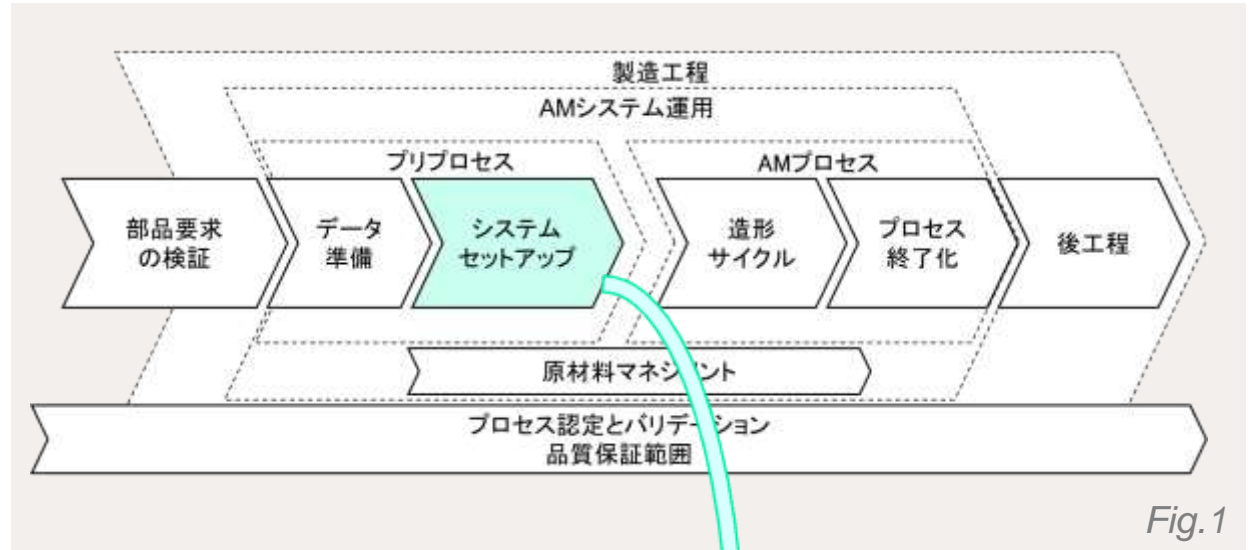 製造工程
AMシステム運用
プリプロセス
AMプロセス
部品要求
の検証
データ
準備
システム
セットアップ
造形
サイクル
プロセス
終了化
後工程
原材料マネジメント
プロセス認定とバリデーション
品質保証範囲
Fig.1